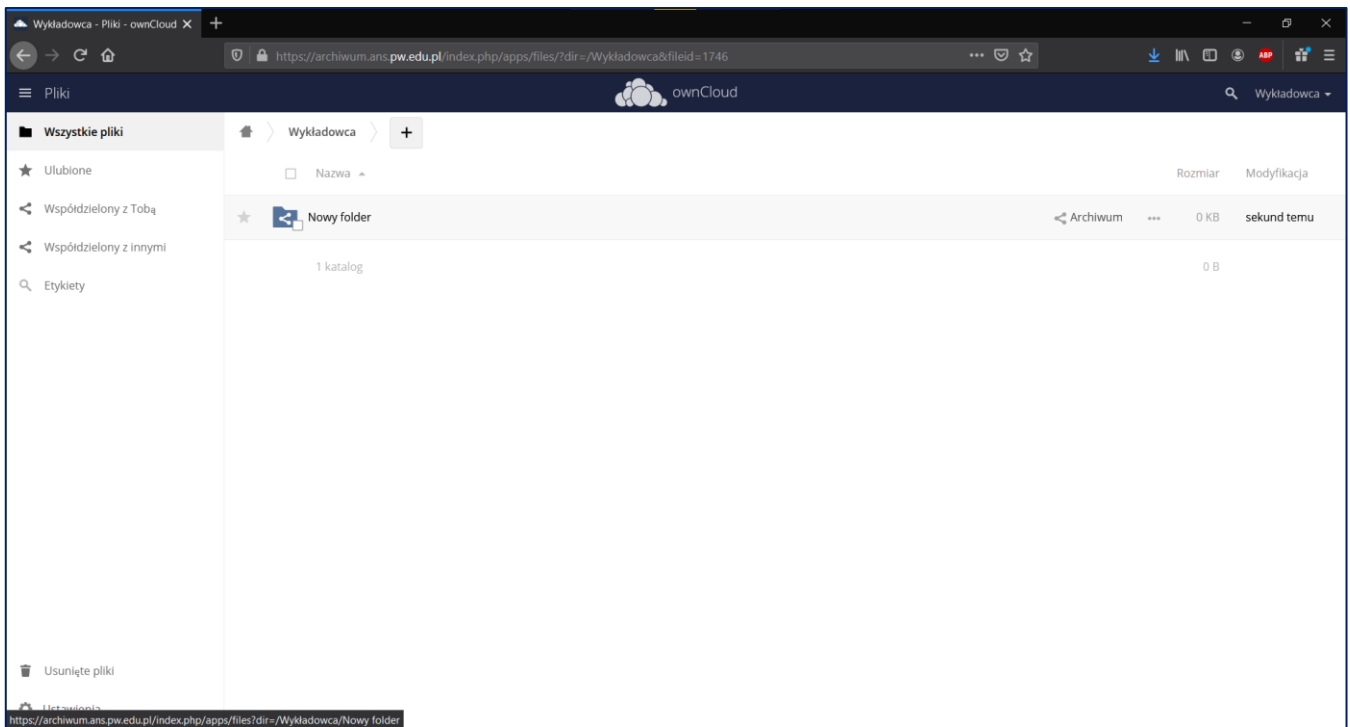 Wykładowca - Pliki - ownCloud
https://archiwum.ans.pw.edu.pl/index.php/apps/files/?dir=/Wykładowca&fileid=1746
ABP
Pliki
ownCloud
Wykładowca
Wszystkie pliki
Wykładowca
Ulubione
Nazwa
Rozmiar
Modyfikacja
Współdzielony z Tobą
Nowy folder
Archiwum
0 KB
sekund temu
Współdzielony z innymi
1 katalog
0 B
Etykiety
Usunięte pliki
Ustawienia
https://archiwum.ans.pw.edu.pl/index.php/apps/files?dir=/Wykładowca/Nowy folder